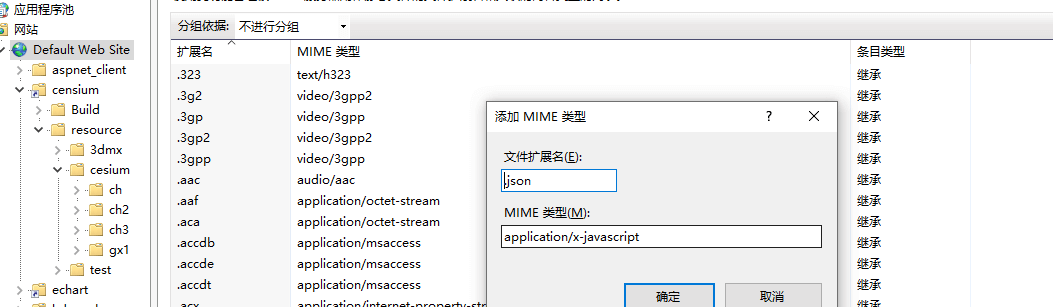 应用程序池
网站
Default Web Site
aspnet_client
censium
Build
resource
3dmx
cesium
ch
ch2
ch3
gx1
test
echart
分组依据: 不进行分组
扩展名 MIME 类型 条目类型
.323 text/h323 继承
.3g2 video/3gpp2 继承
.3gp video/3gpp 继承
.3gp2 video/3gpp2 继承
.3gpp video/3gpp 继承
.aac audio/aac 继承
.aaf application/octet-stream 继承
.aca application/octet-stream 继承
.accdb application/msaccess 继承
.accde application/msaccess 继承
.accdt application/msaccess 继承
.acx application/internet-property-str
添加 MIME 类型 ?
文件扩展名(E):
.json
MIME 类型(M):
application/x-javascript
确定 取消